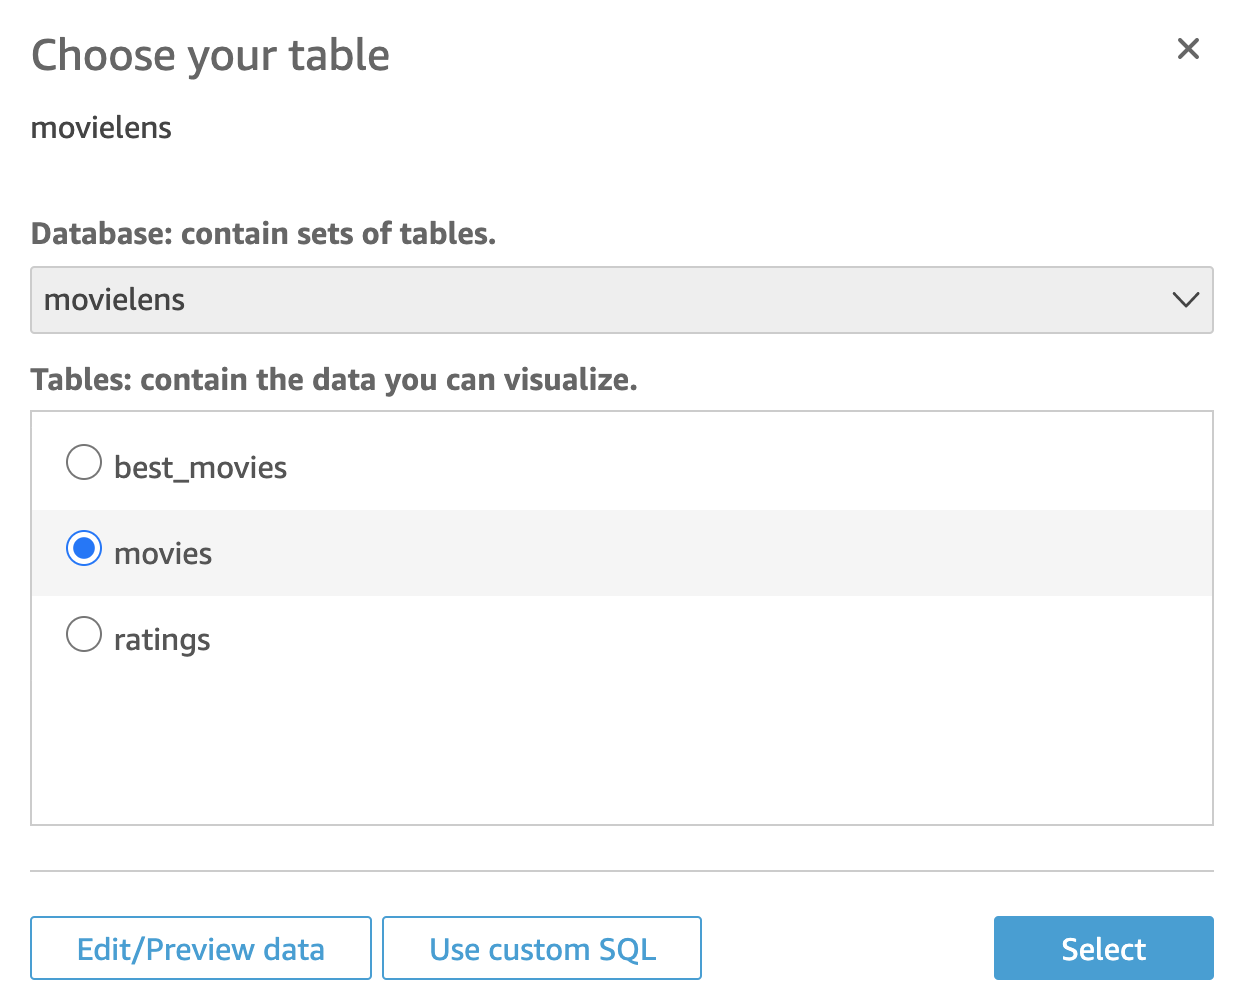 Choose your table
movielens
Database: contain sets of tables.
movielens
Tables: contain the data you can visualize.
best_movies
movies
ratings
Edit/Preview data
Use custom SQL
Select